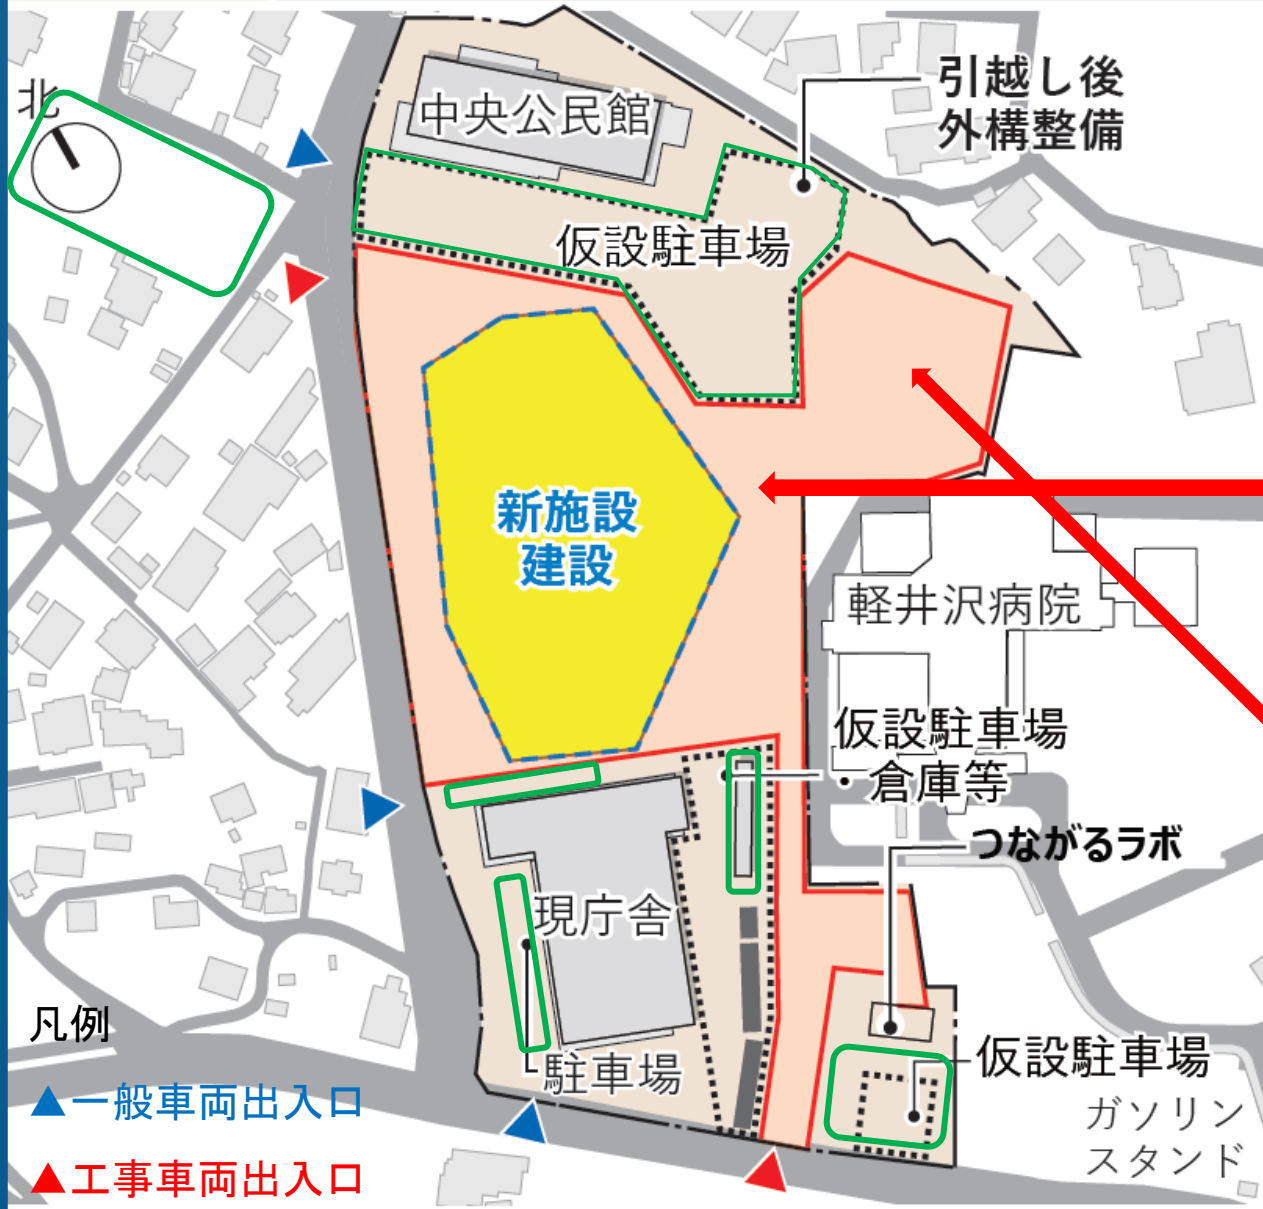 北
中央公民館
引越し後
外構整備
仮設駐車場
新施設
建設
軽井沢病院
仮設駐車場
・倉庫等
つながるラボ
現庁舎
駐車場
仮設駐車場
ガソリン
スタンド
凡例
▲一般車両出入口
▲工事車両出入口